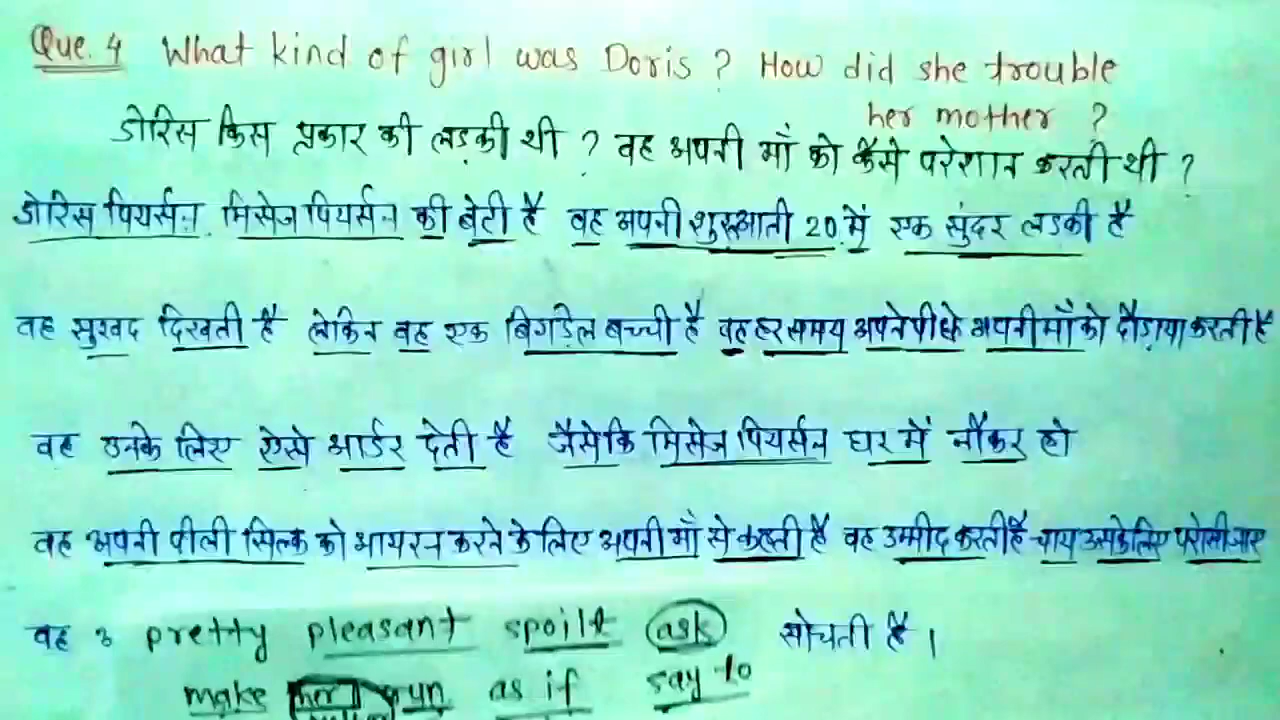 Que. 4 What kind of girl was Doris ? How did she trouble
her mother ?
डोरिस किस प्रकार की लड़की थी ? वह अपनी माँ को कैसे परेशान करती थी ?
डोरिस पियर्सन, मिसेज पियर्सन की बेटी है वह अपनी शुरुआती 20 में एक सुंदर लडकी है
वह सुखद दिखती है लेकिन वह एक बिगड़ेल बच्ची है वह हर समय अपने पीछे अपनी माँ को दौड़ाया करती है
वह उनके लिए ऐसे आर्डर देती है जैसेकि मिसेज पियर्सन घर में नौकर हो
वह अपनी पीली सिल्क को आयरन करने के लिए अपनी माँ से कहती है वह उम्मीद करती है चाय उसके लिए परोसी जाए
वह pretty pleasant spoilt ask सोचती है ।
make run as if say to